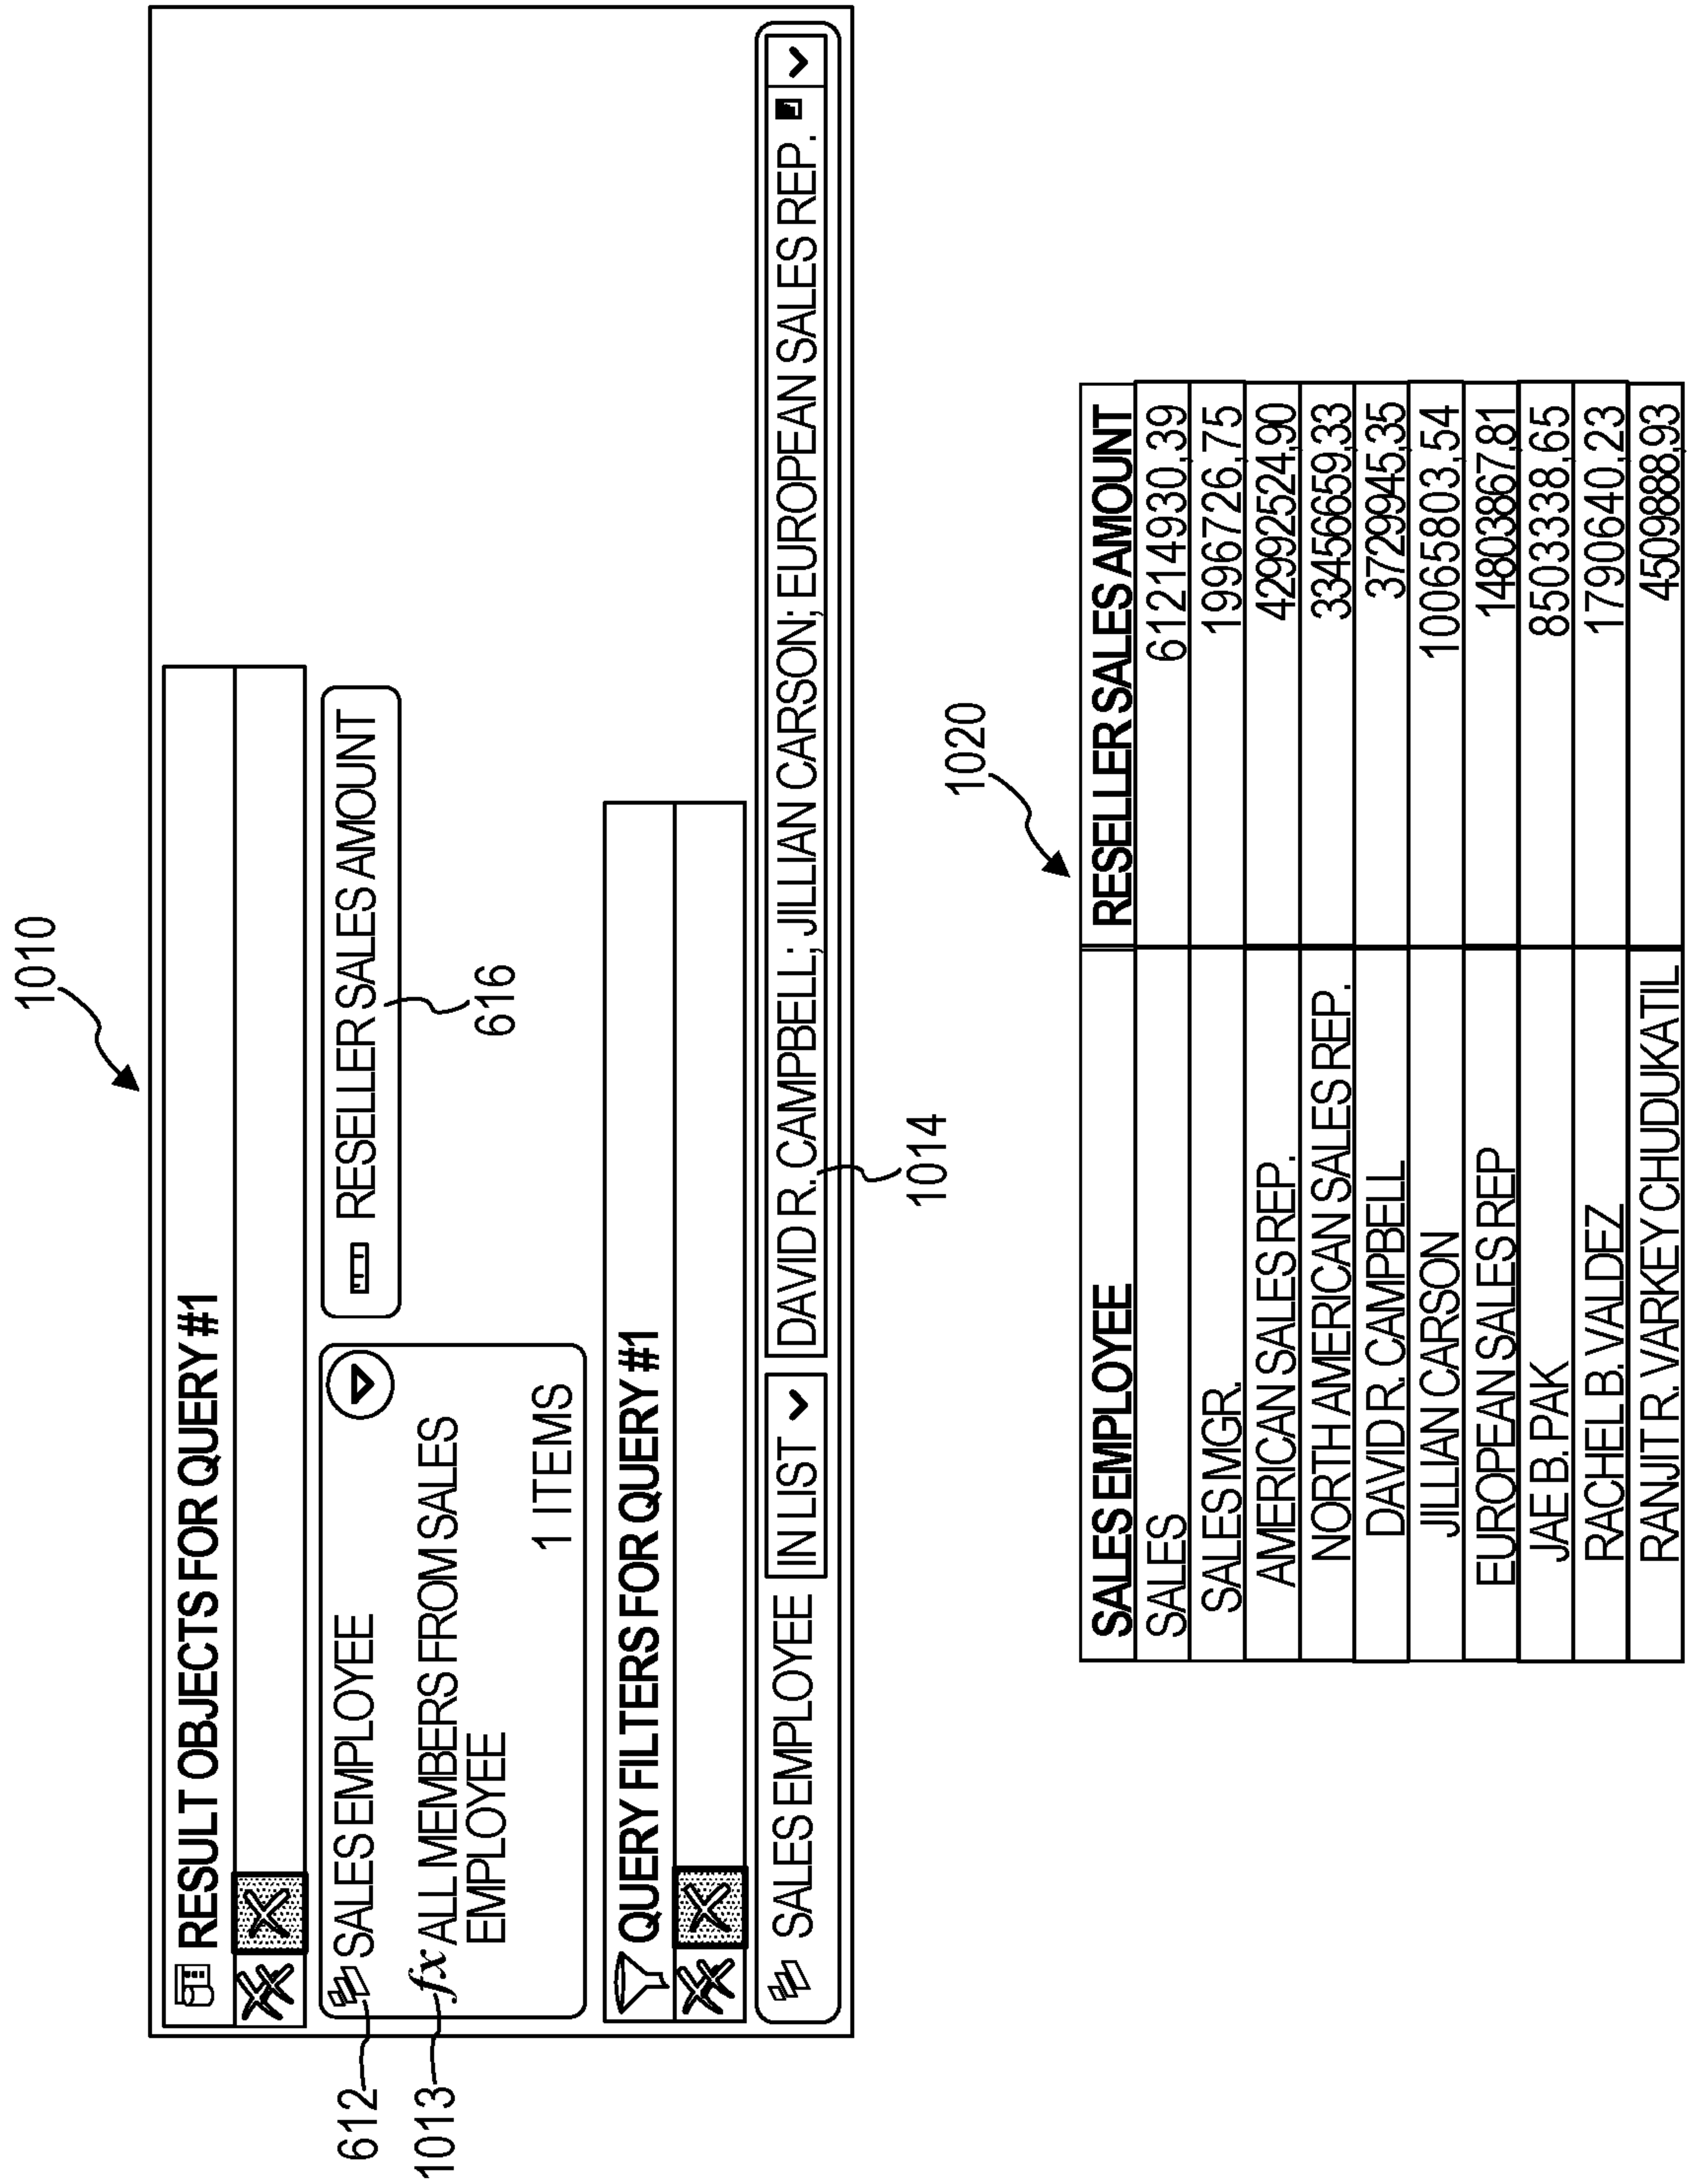 1010
RESULT OBJECTS FOR QUERY #1
612
SALES EMPLOYEE
RESELLER SALES AMOUNT
616
1013
fx ALL MEMBERS FROM SALES
EMPLOYEE
1 ITEMS
QUERY FILTERS FOR QUERY #1
SALES EMPLOYEE IN LIST DAVID R. CAMPBELL; JILLIAN CARSON; EUROPEAN SALES REP.
1014
1020
SALES EMPLOYEE RESELLER SALES AMOUNT
SALES 61214930,39
SALES MGR. 1996726,75
AMERICAN SALES REP. 42992524,90
NORTH AMERICAN SALES REP. 33456659,33
DAVID R. CAMPBELL 3729945,35
JILLIAN CARSON 10065803,54
EUROPEAN SALES REP 14803867,81
JAE B. PAK 8503338,65
RACHEL B. VALDEZ 1790640,23
RANJIT R. VARKEY CHUDUKATIL 4509888,93